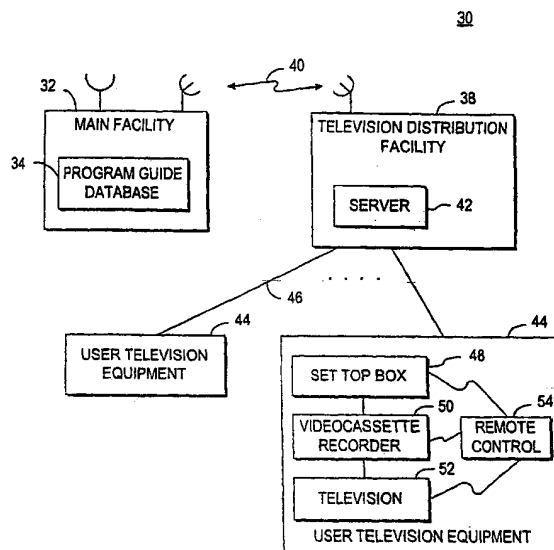 30
40
32
38
MAIN FACILITY
TELEVISION DISTRIBUTION
FACILITY
34
PROGRAM GUIDE
DATABASE
SERVER
42
46
44
44
USER TELEVISION
EQUIPMENT
SET TOP BOX
48
50
54
VIDEOCASSETTE
RECORDER
REMOTE
CONTROL
52
TELEVISION
USER TELEVISION EQUIPMENT